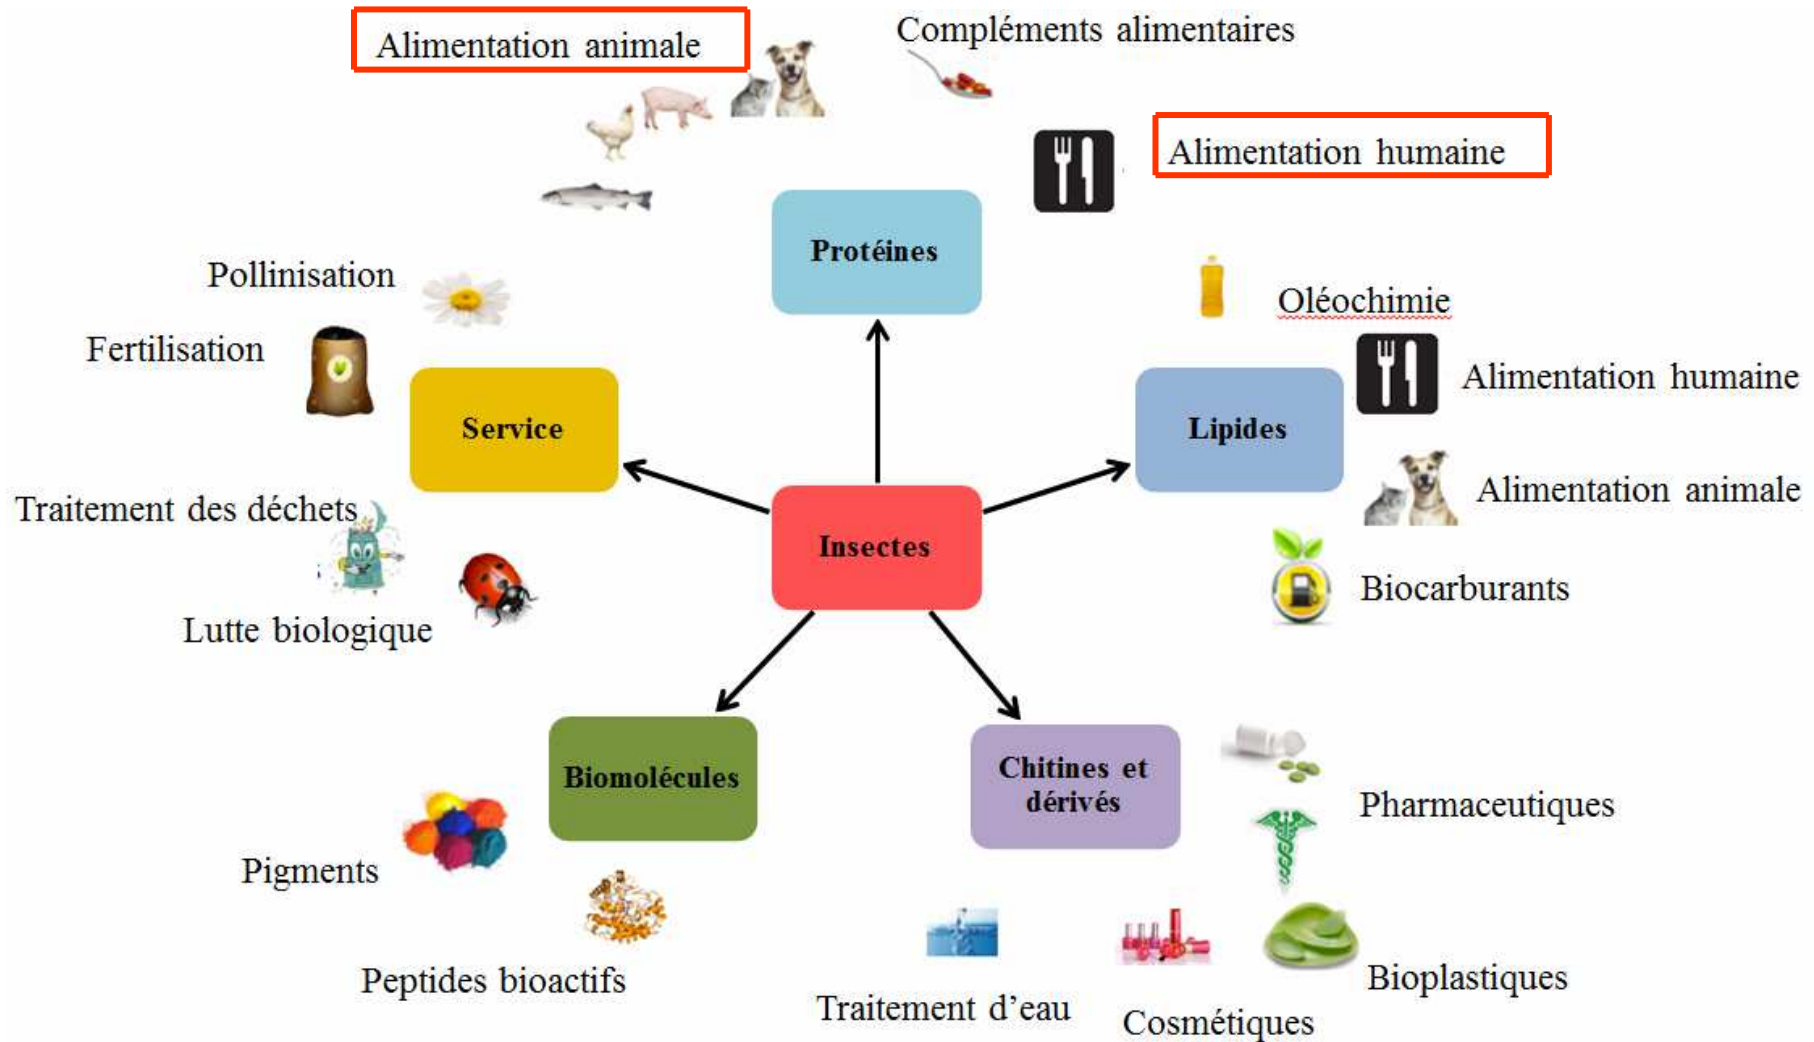 Alimentation animale
Compléments alimentaires
Alimentation humaine
Protéines
Pollinisation
Oléochimie
Fertilisation
Alimentation humaine
Service
Lipides
Alimentation animale
Traitement des déchets
Insectes
Biocarburants
Lutte biologique
Biomolécules
Chitines et
dérivés
Pharmaceutiques
Pigments
Peptides bioactifs
Bioplastiques
Traitement d’eau
Cosmétiques